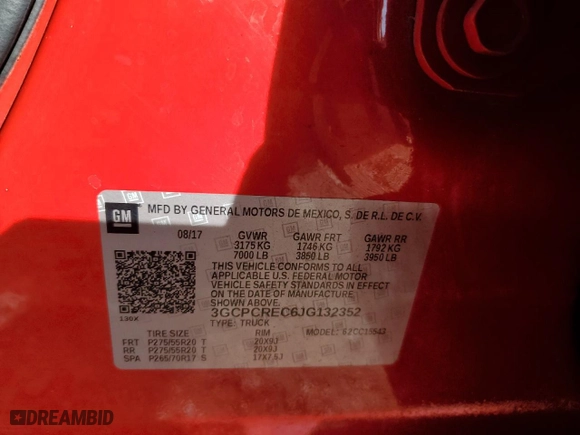 GM MFD BY GENERAL MOTORS DE MEXICO, S. DE R.L. DE C.V.
08/17 GVWR GAWR FRT GAWR RR
3175 KG 1746 KG 1792 KG
7000 LB 3850 LB 3950 LB
THIS VEHICLE CONFORMS TO ALL
APPLICABLE U.S. FEDERAL MOTOR
VEHICLE SAFETY STANDARDS IN EFFECT
ON THE DATE OF MANUFACTURE
SHOWN ABOVE.
3GCPCREC6JG132352
TYPE: TRUCK
TIRE SIZE RIM MODEL:
FRT P275/55R20 T 20X9J
RR P275/55R20 T 20X9J
SPA P265/70R17 S 17X7.5J
DREAMBID